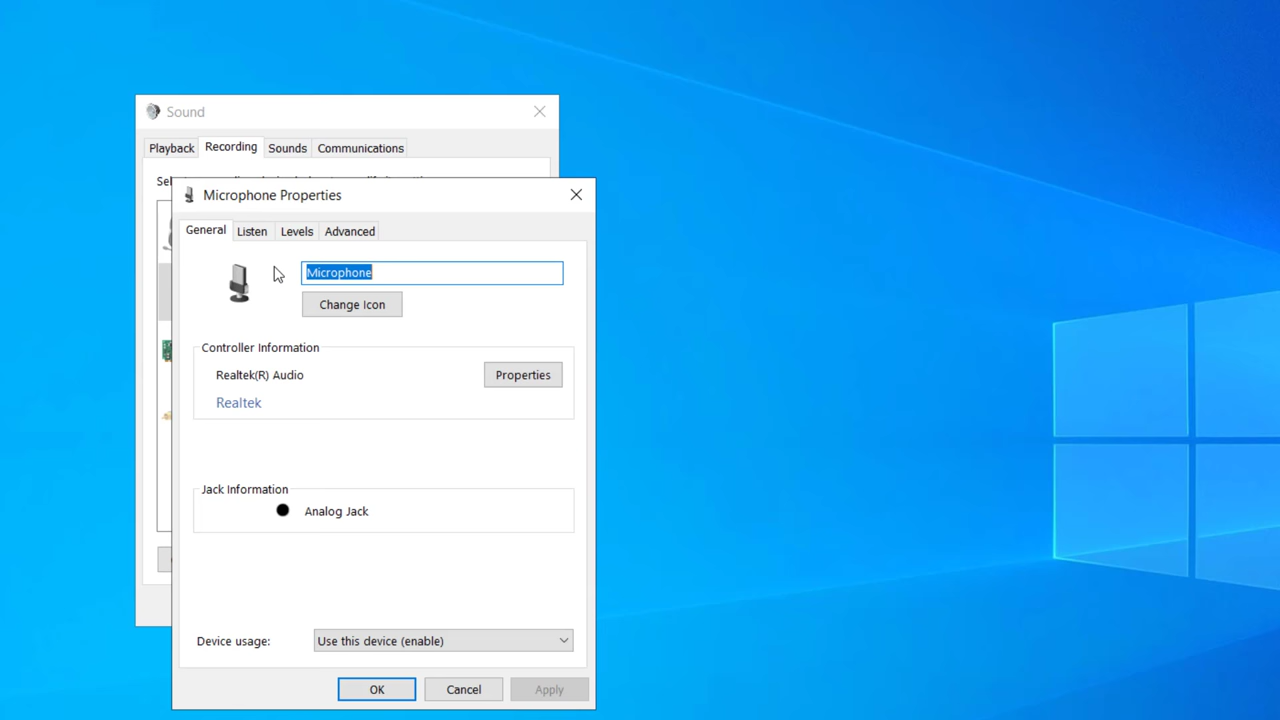 Sound
Playback Recording Sounds Communications
Microphone Properties
General Listen Levels Advanced
Microphone
Change Icon
Controller Information
Realtek(R) Audio Properties
Realtek
Jack Information
Analog Jack
Device usage: Use this device (enable)
OK Cancel Apply